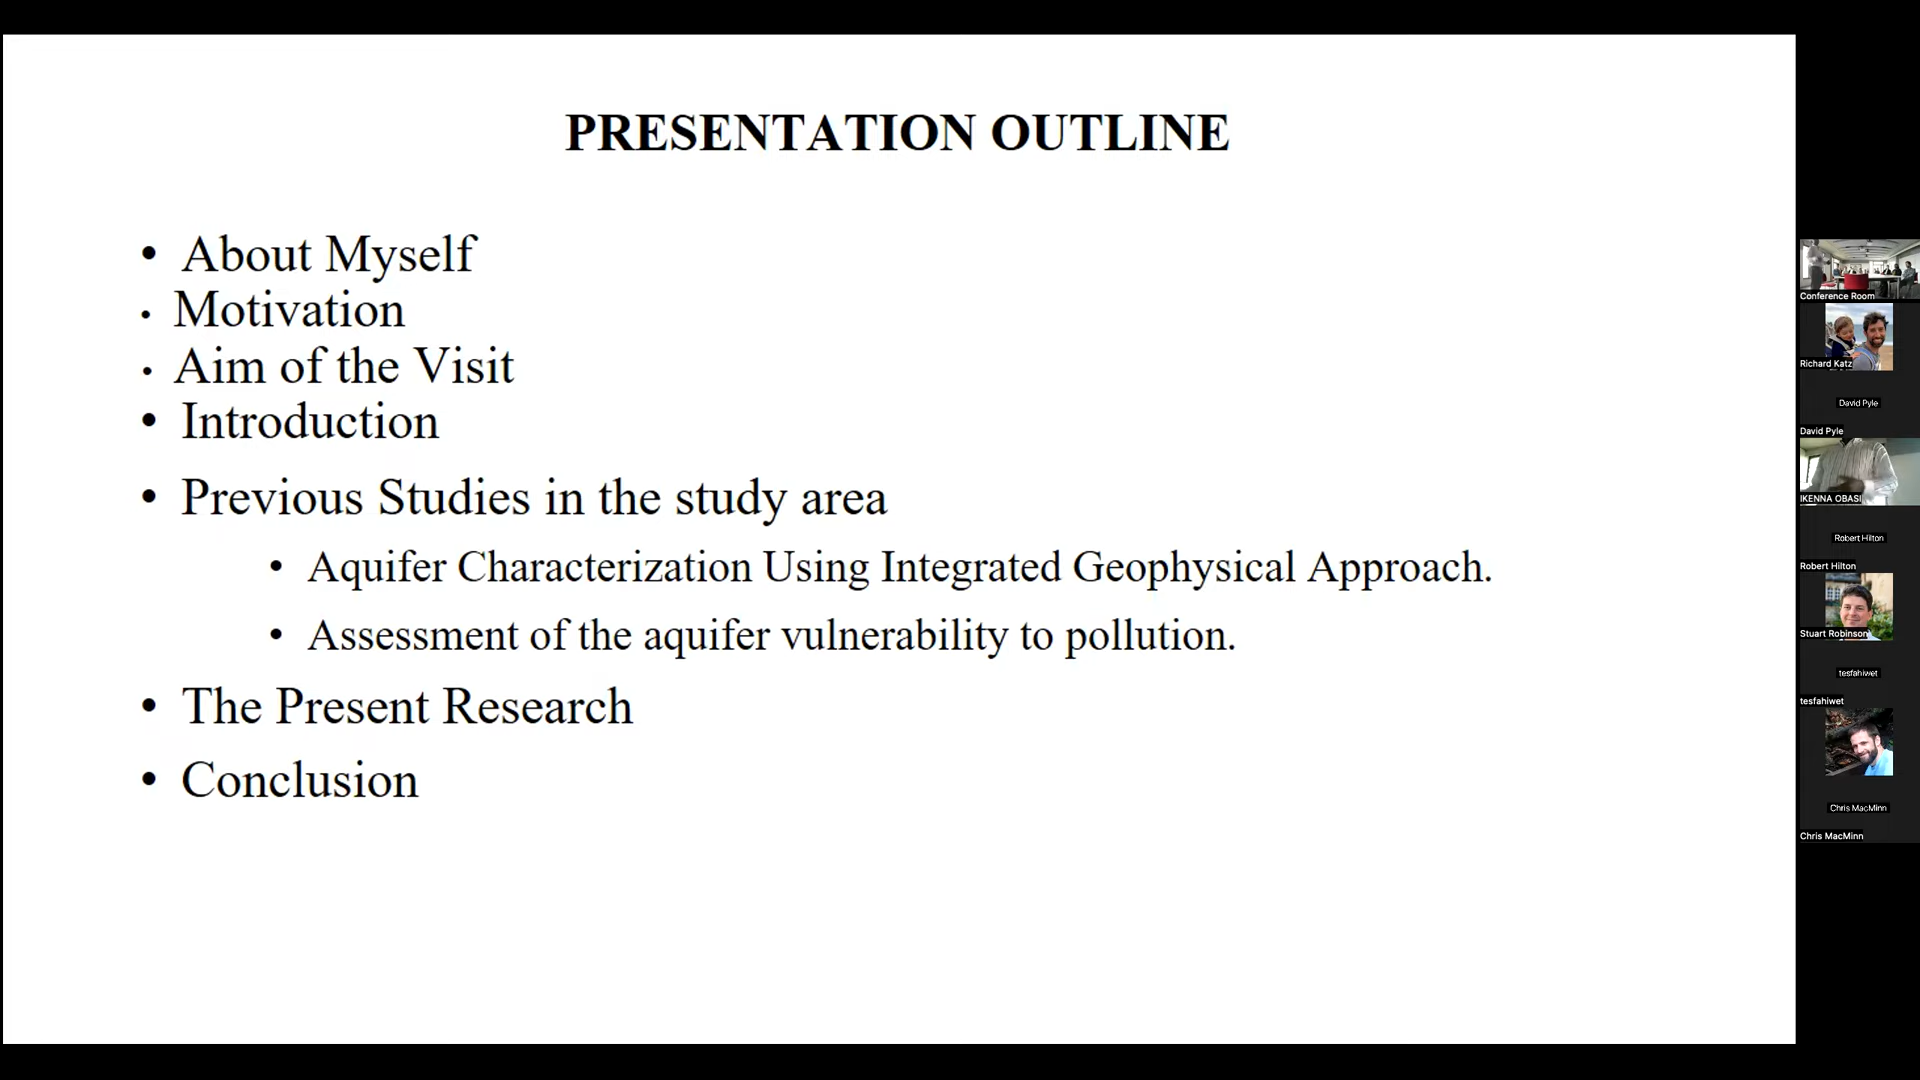 PRESENTATION OUTLINE
• About Myself
• Motivation
• Aim of the Visit
• Introduction
• Previous Studies in the study area
• Aquifer Characterization Using Integrated Geophysical Approach.
• Assessment of the aquifer vulnerability to pollution.
• The Present Research
• Conclusion
Conference Room
Richard Katz
David Pyle
David Pyle
IKENNA OBASI
Robert Hilton
Robert Hilton
Stuart Robinson
tesfahiwet
tesfahiwet
Chris MacMinn
Chris MacMinn